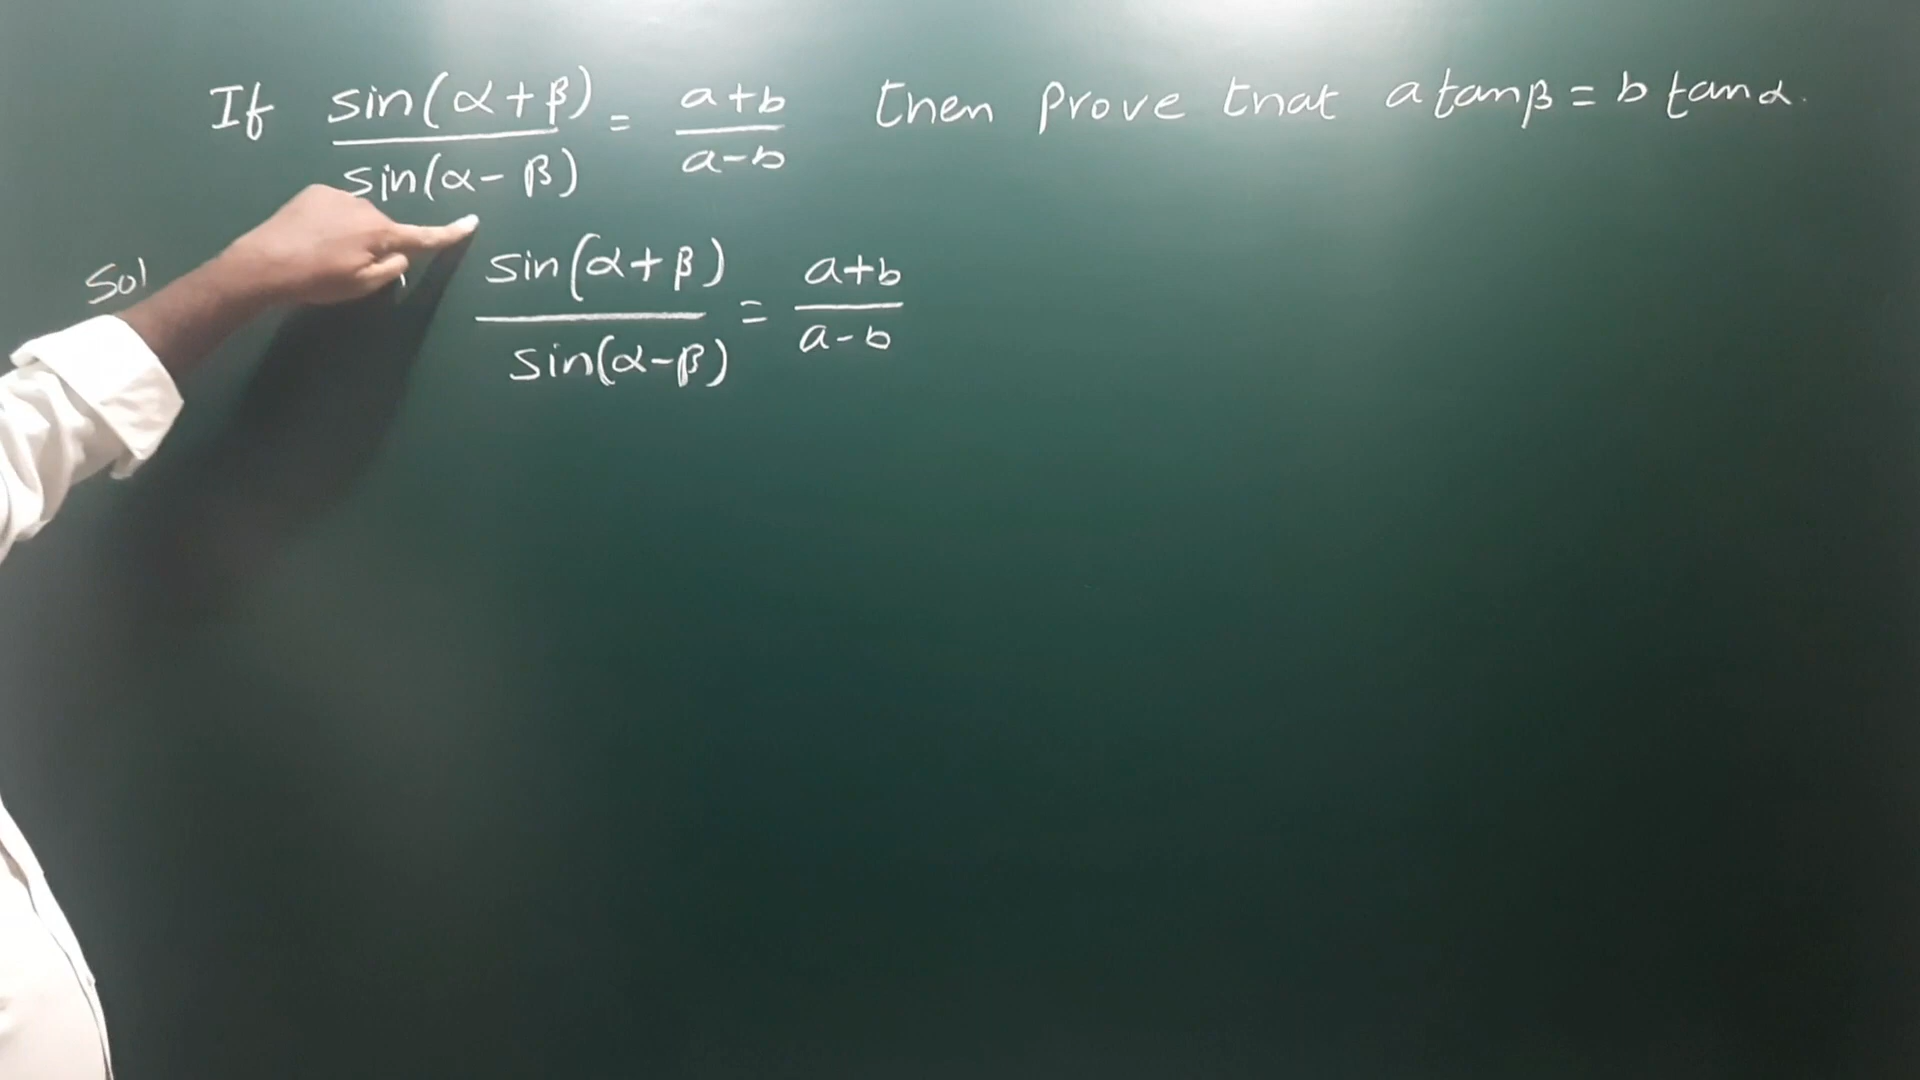 If sin(α+β)/sin(α-β) = a+b/a-b then prove that a tanβ = b tanα.
Sol
sin(α+β)/sin(α-β) = a+b/a-b